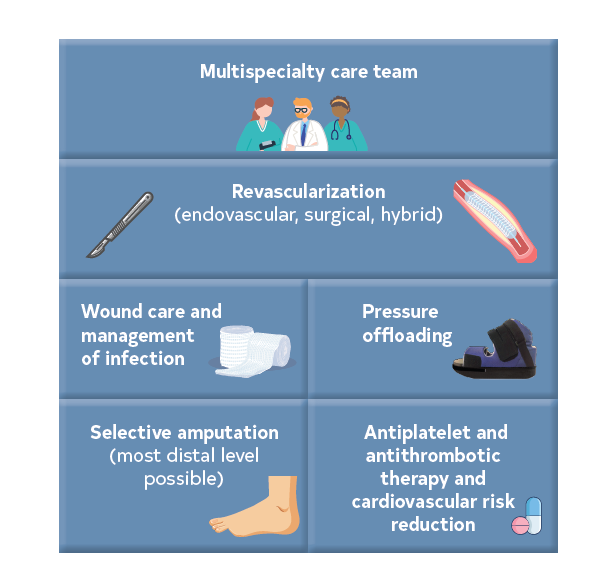 Multispecialty care team
Revascularization
(endovascular, surgical, hybrid)
Wound care and
management
of infection
Pressure
offloading
Selective amputation
(most distal level
possible)
Antiplatelet and
antithrombotic
therapy and
cardiovascular risk
reduction